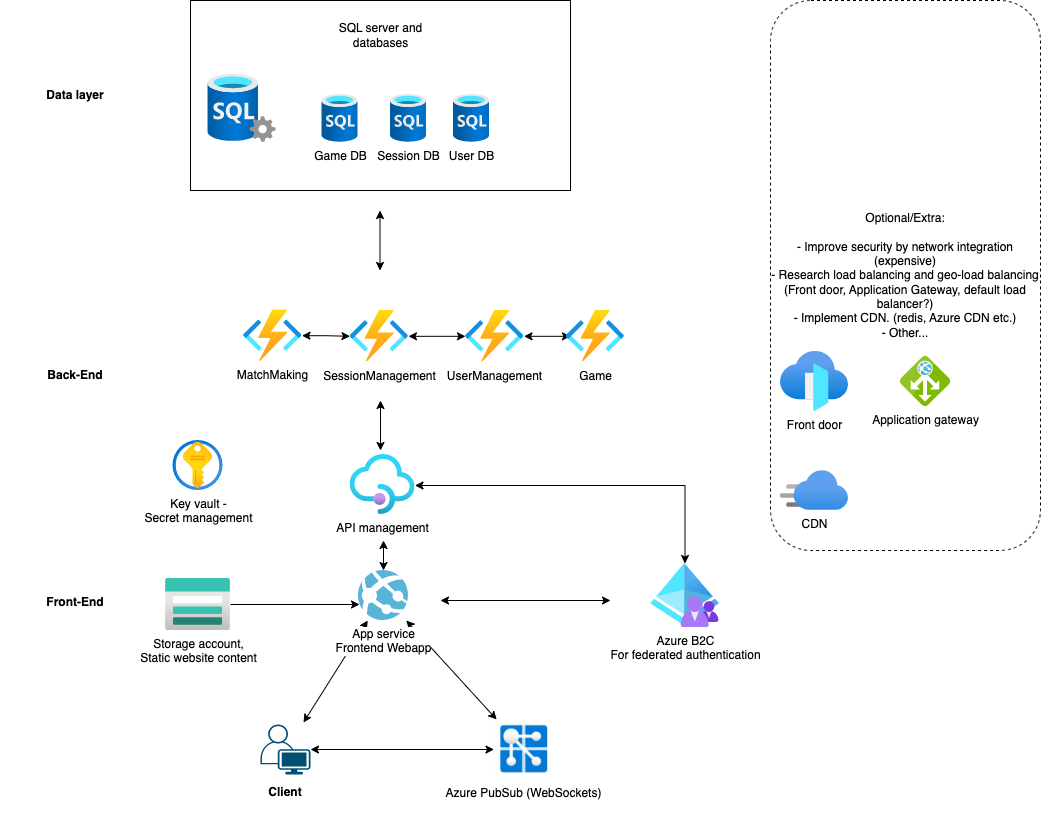 SQL server and
databases
Data layer
SQL
SQL
SQL
SQL
Game DB
Session DB
User DB
Optional/Extra:
- Improve security by network integration
(expensive)
- Research load balancing and geo-load balancing
(Front door, Application Gateway, default load
balancer?)
- Implement CDN. (redis, Azure CDN etc.)
- Other...
Front door
Application gateway
CDN
Back-End
MatchMaking
SessionManagement
UserManagement
Game
Key vault -
Secret management
API management
Front-End
Storage account,
Static website content
App service
Frontend Webapp
Azure B2C
For federated authentication
Client
Azure PubSub (WebSockets)